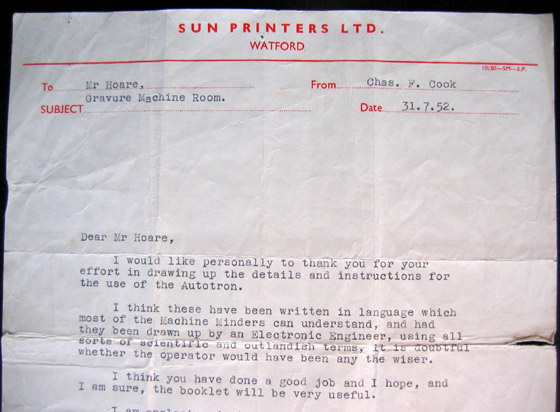 SUN PRINTERS LTD.
WATFORD
10/50—5M—S.P.
To Mr Hoare, From Chas. F. Cook
Gravure Machine Room.
SUBJECT Date 31.7.52.
Dear Mr Hoare,
I would like personally to thank you for your
effort in drawing up the details and instructions for
the use of the Autotron.
I think these have been written in language which
most of the Machine Minders can understand, and had
they been drawn up by an Electronic Engineer, using all
sorts of scientific and outlandish terms, it is doubtful
whether the operator would have been any the wiser.
I think you have done a good job and I hope, and
I am sure, the booklet will be very useful.
I am